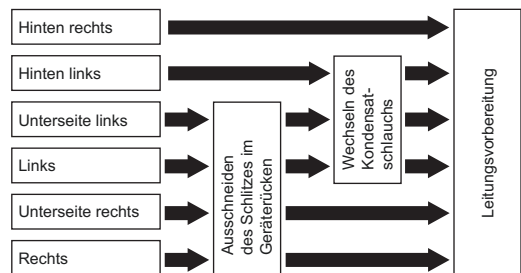 Hinten rechts
Hinten links
Unterseite links
Links
Unterseite rechts
Rechts
Ausschneiden
des Schlitzes im
Geräterücken
Wechseln des
Kondensat-
schlauchs
Leitungsvorbereitung